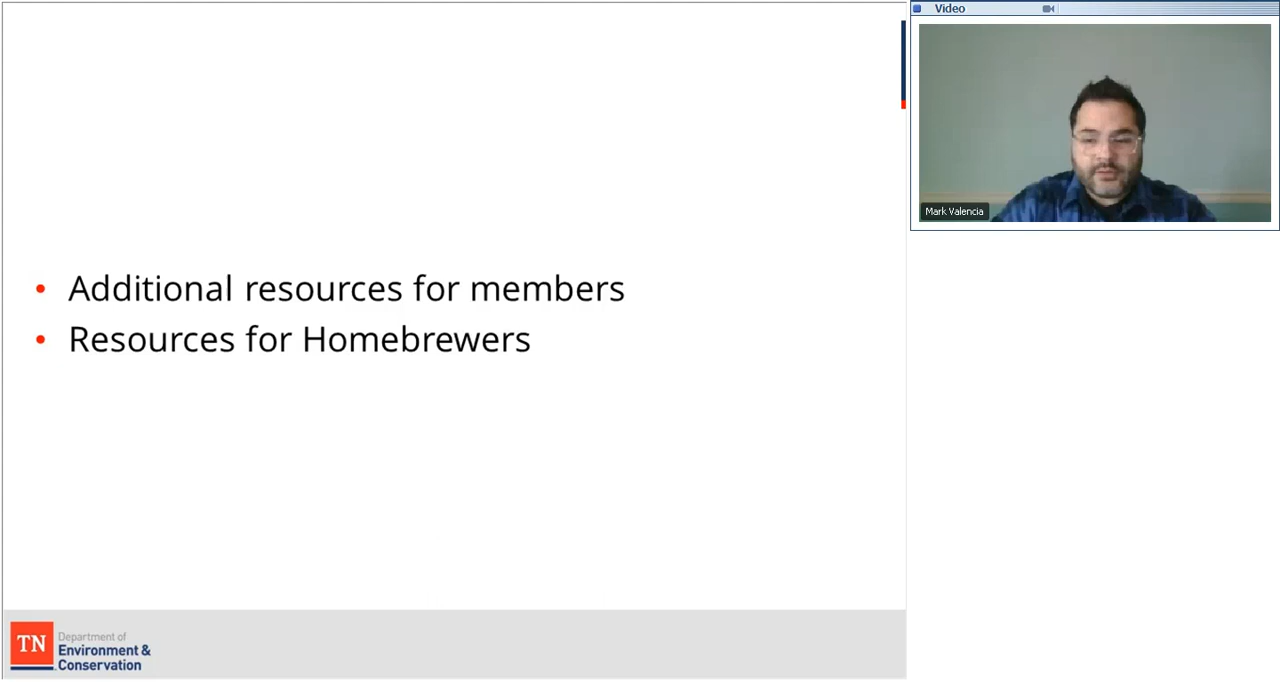 Video
Mark Valencia
• Additional resources for members
• Resources for Homebrewers
TN
Department of
Environment &
Conservation